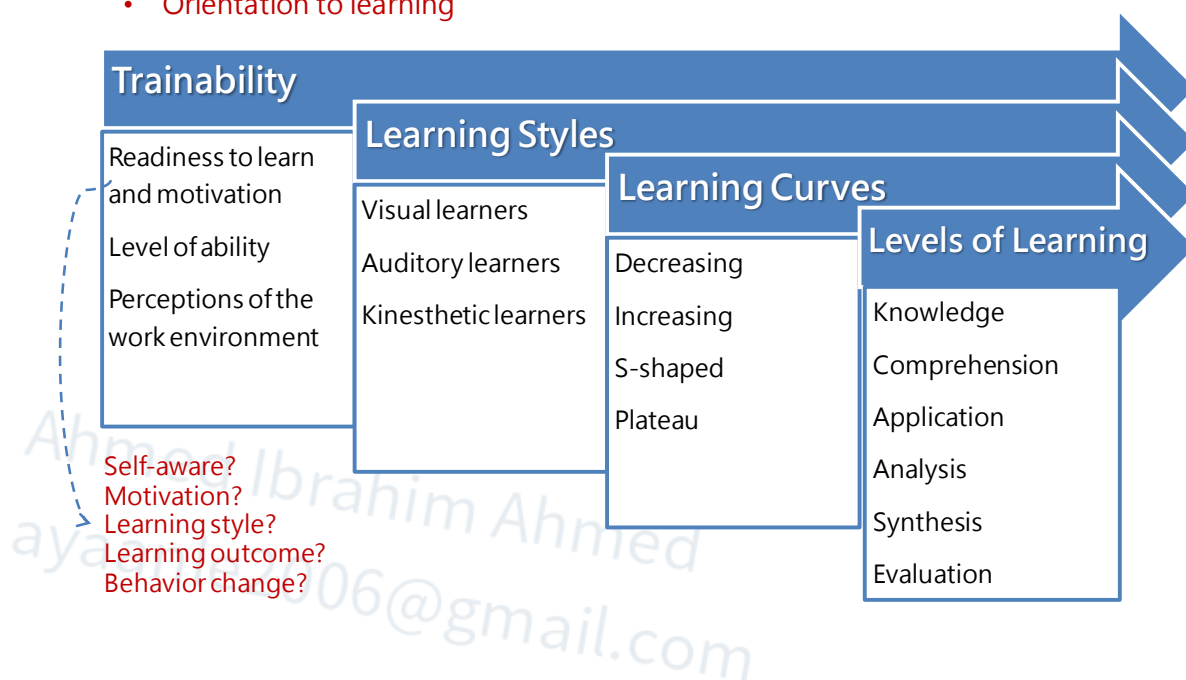 • Orientation to learning
Trainability
Readiness to learn
and motivation
Level of ability
Perceptions of the
work environment
Learning Styles
Visual learners
Auditory learners
Kinesthetic learners
Learning Curves
Decreasing
Increasing
S-shaped
Plateau
Levels of Learning
Knowledge
Comprehension
Application
Analysis
Synthesis
Evaluation
Self-aware?
Motivation?
Learning style?
Learning outcome?
Behavior change?
Ahmed Ibrahim Ahmed